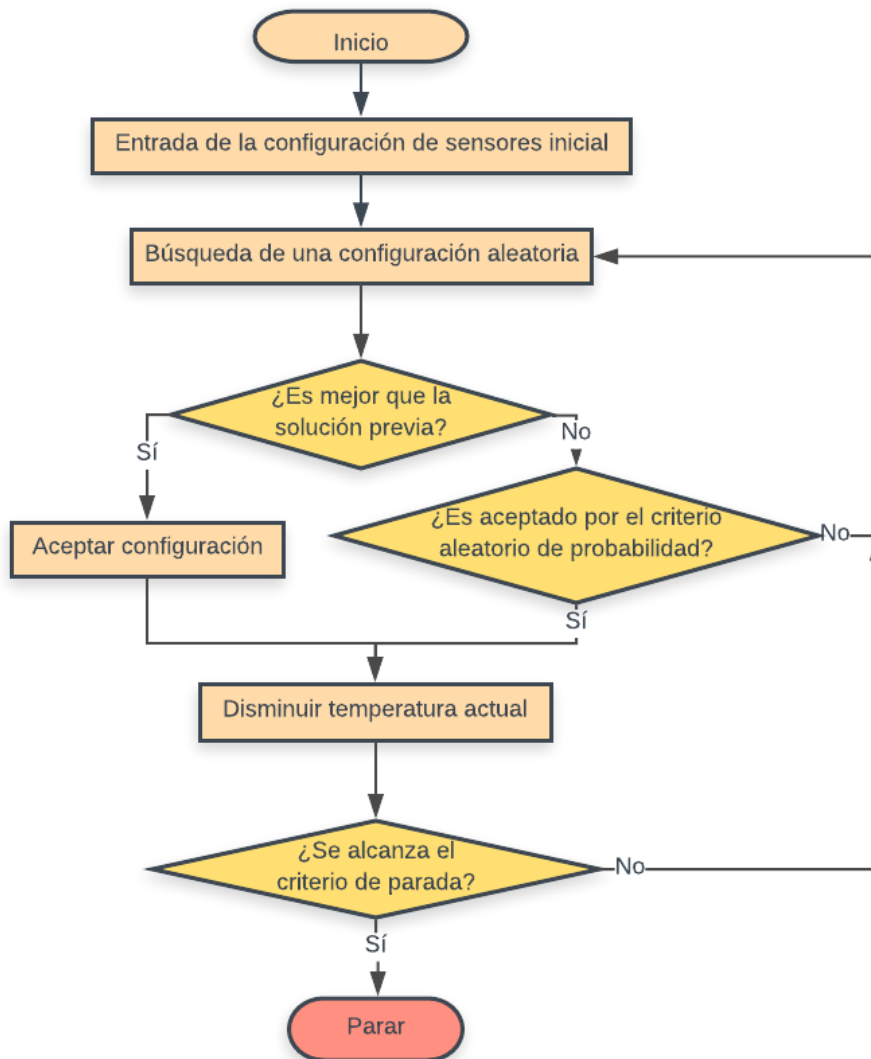 Inicio
Entrada de la configuración de sensores inicial
Búsqueda de una configuración aleatoria
¿Es mejor que la
solución previa?
Sí
No
¿Es aceptado por el criterio
aleatorio de probabilidad?
No
Aceptar configuración
Sí
Disminuir temperatura actual
¿Se alcanza el
criterio de parada?
No
Sí
Parar